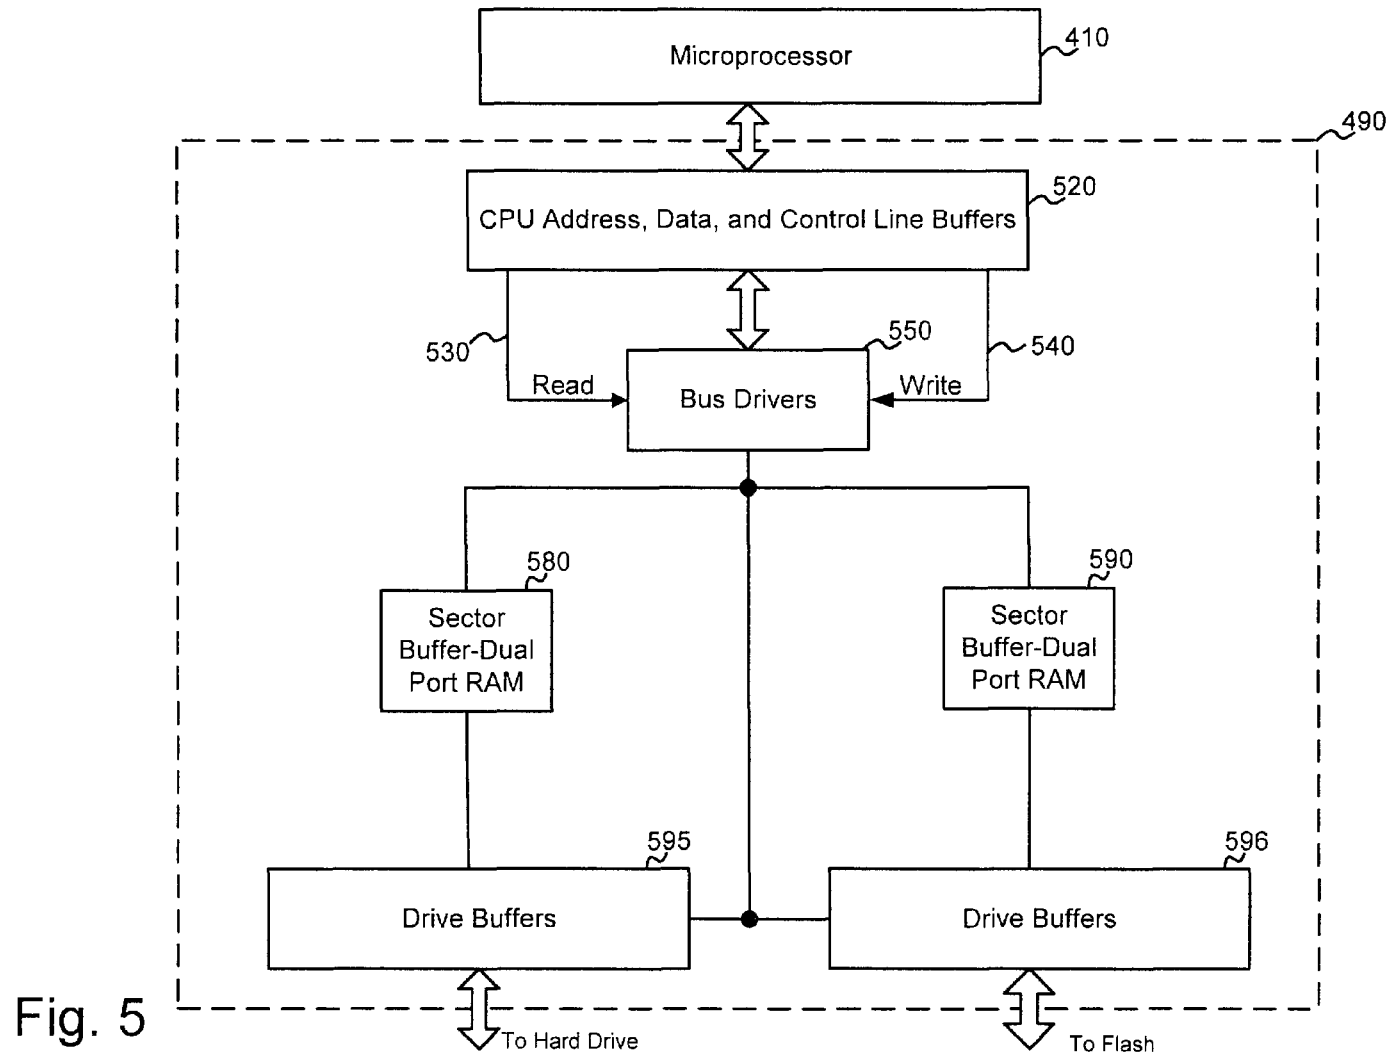 Microprocessor
410
490
CPU Address, Data, and Control Line Buffers
520
530
550
540
Read
Bus Drivers
Write
580
590
Sector
Buffer-Dual
Port RAM
Sector
Buffer-Dual
Port RAM
595
596
Drive Buffers
Drive Buffers
Fig. 5
To Hard Drive
To Flash